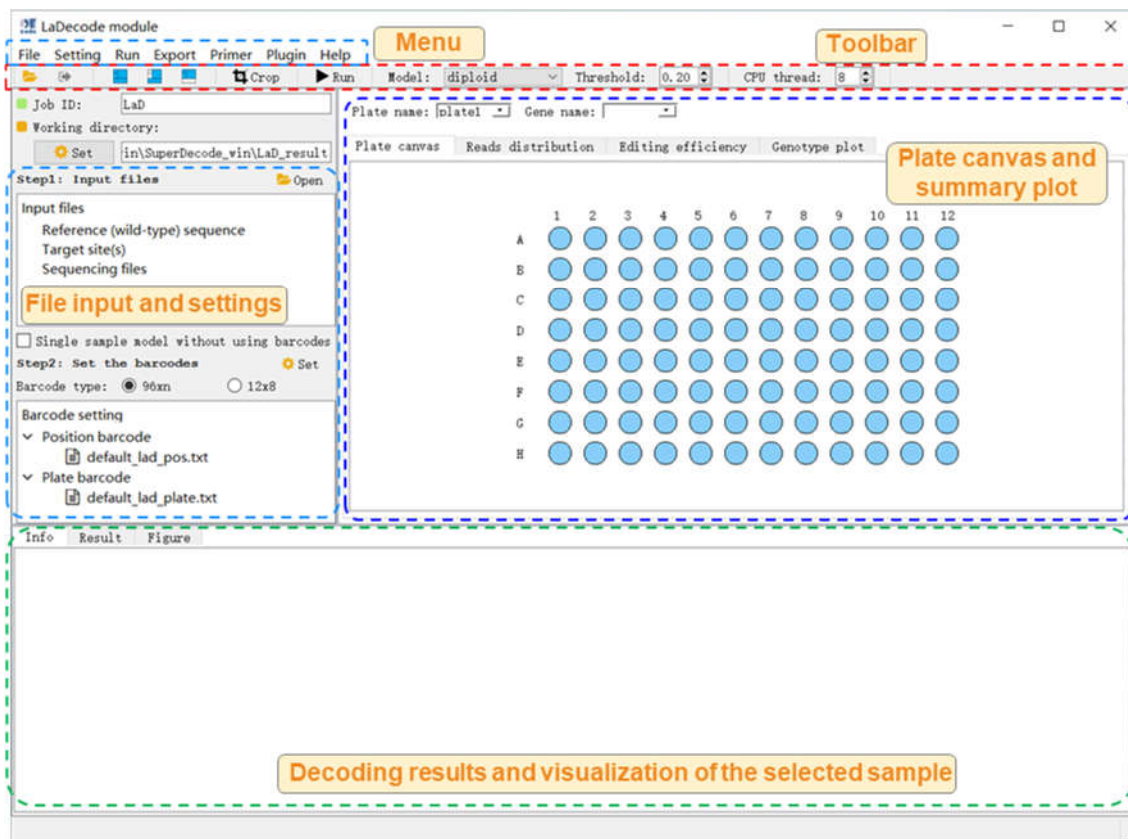 LaDecode module
File Setting Run Export Primer Plugin Help
Menu
Toolbar
Crop Run Model: diploid Threshold: 0.20 CPU thread: 8
Job ID: LaD
Working directory:
Set in\SuperDecode_win\LaD_result
Step1: Input files Open
Input files
Reference (wild-type) sequence
Target site(s)
Sequencing files
File input and settings
Single sample model without using barcodes
Step2: Set the barcodes Set
Barcode type: 96xn 12x8
Barcode setting
Position barcode
default_lad_pos.txt
Plate barcode
default_lad_plate.txt
Plate name: plate1 Gene name:
Plate canvas Reads distribution Editing efficiency Genotype plot
Plate canvas and
summary plot
1 2 3 4 5 6 7 8 9 10 11 12
A
B
C
D
E
F
G
H
Info Result Figure
Decoding results and visualization of the selected sample